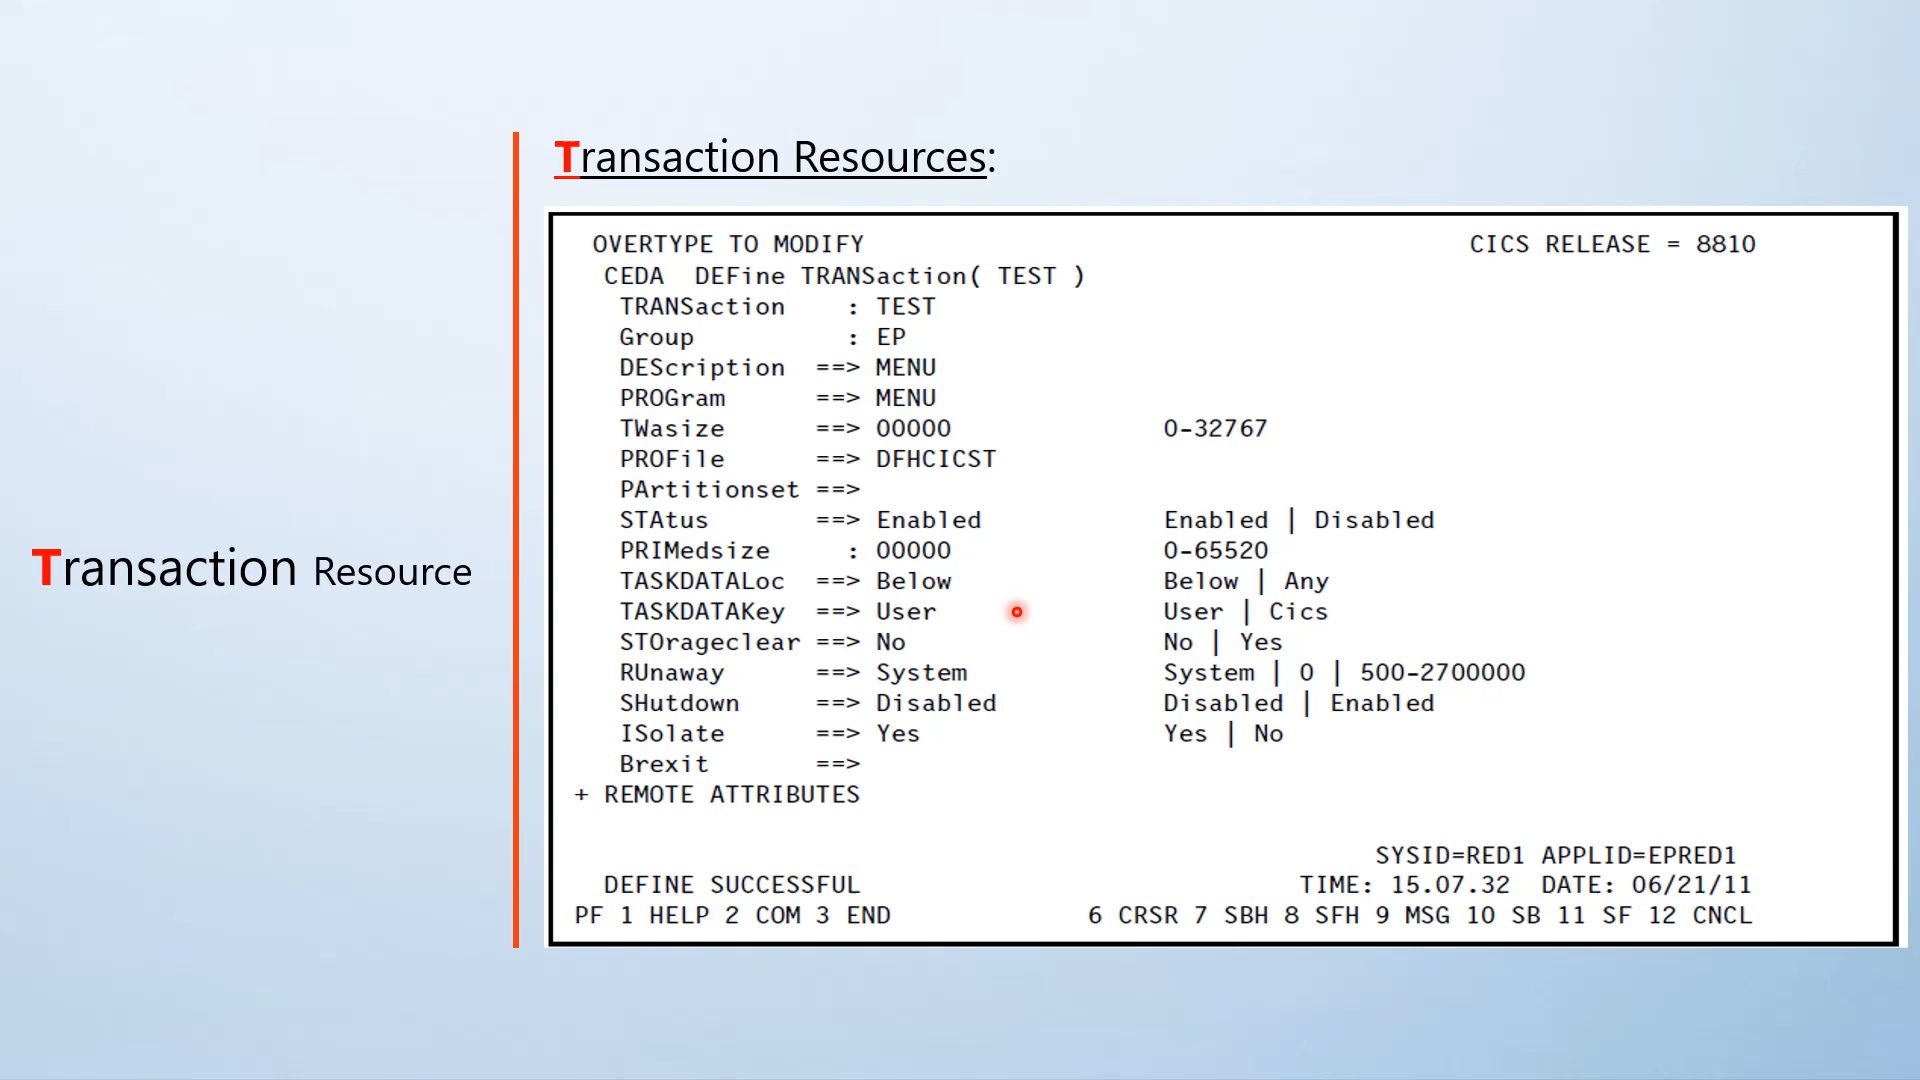 Transaction Resource
Transaction Resources:
OVERTYPE TO MODIFY CICS RELEASE = 8810
CEDA DEFine TRANSaction( TEST )
TRANSaction : TEST
Group : EP
DEScription ==> MENU
PROGram ==> MENU
TWasize ==> 00000 0-32767
PROFile ==> DFHCICST
PArtitionset ==>
STAtus ==> Enabled Enabled | Disabled
PRIMedsize : 00000 0-65520
TASKDATALoc ==> Below Below | Any
TASKDATAKey ==> User User | Cics
STOrageclear ==> No No | Yes
RUnaway ==> System System | 0 | 500-2700000
SHutdown ==> Disabled Disabled | Enabled
ISolate ==> Yes Yes | No
Brexit ==>
+ REMOTE ATTRIBUTES
SYSID=RED1 APPLID=EPRED1
DEFINE SUCCESSFUL TIME: 15.07.32 DATE: 06/21/11
PF 1 HELP 2 COM 3 END 6 CRSR 7 SBH 8 SFH 9 MSG 10 SB 11 SF 12 CNCL